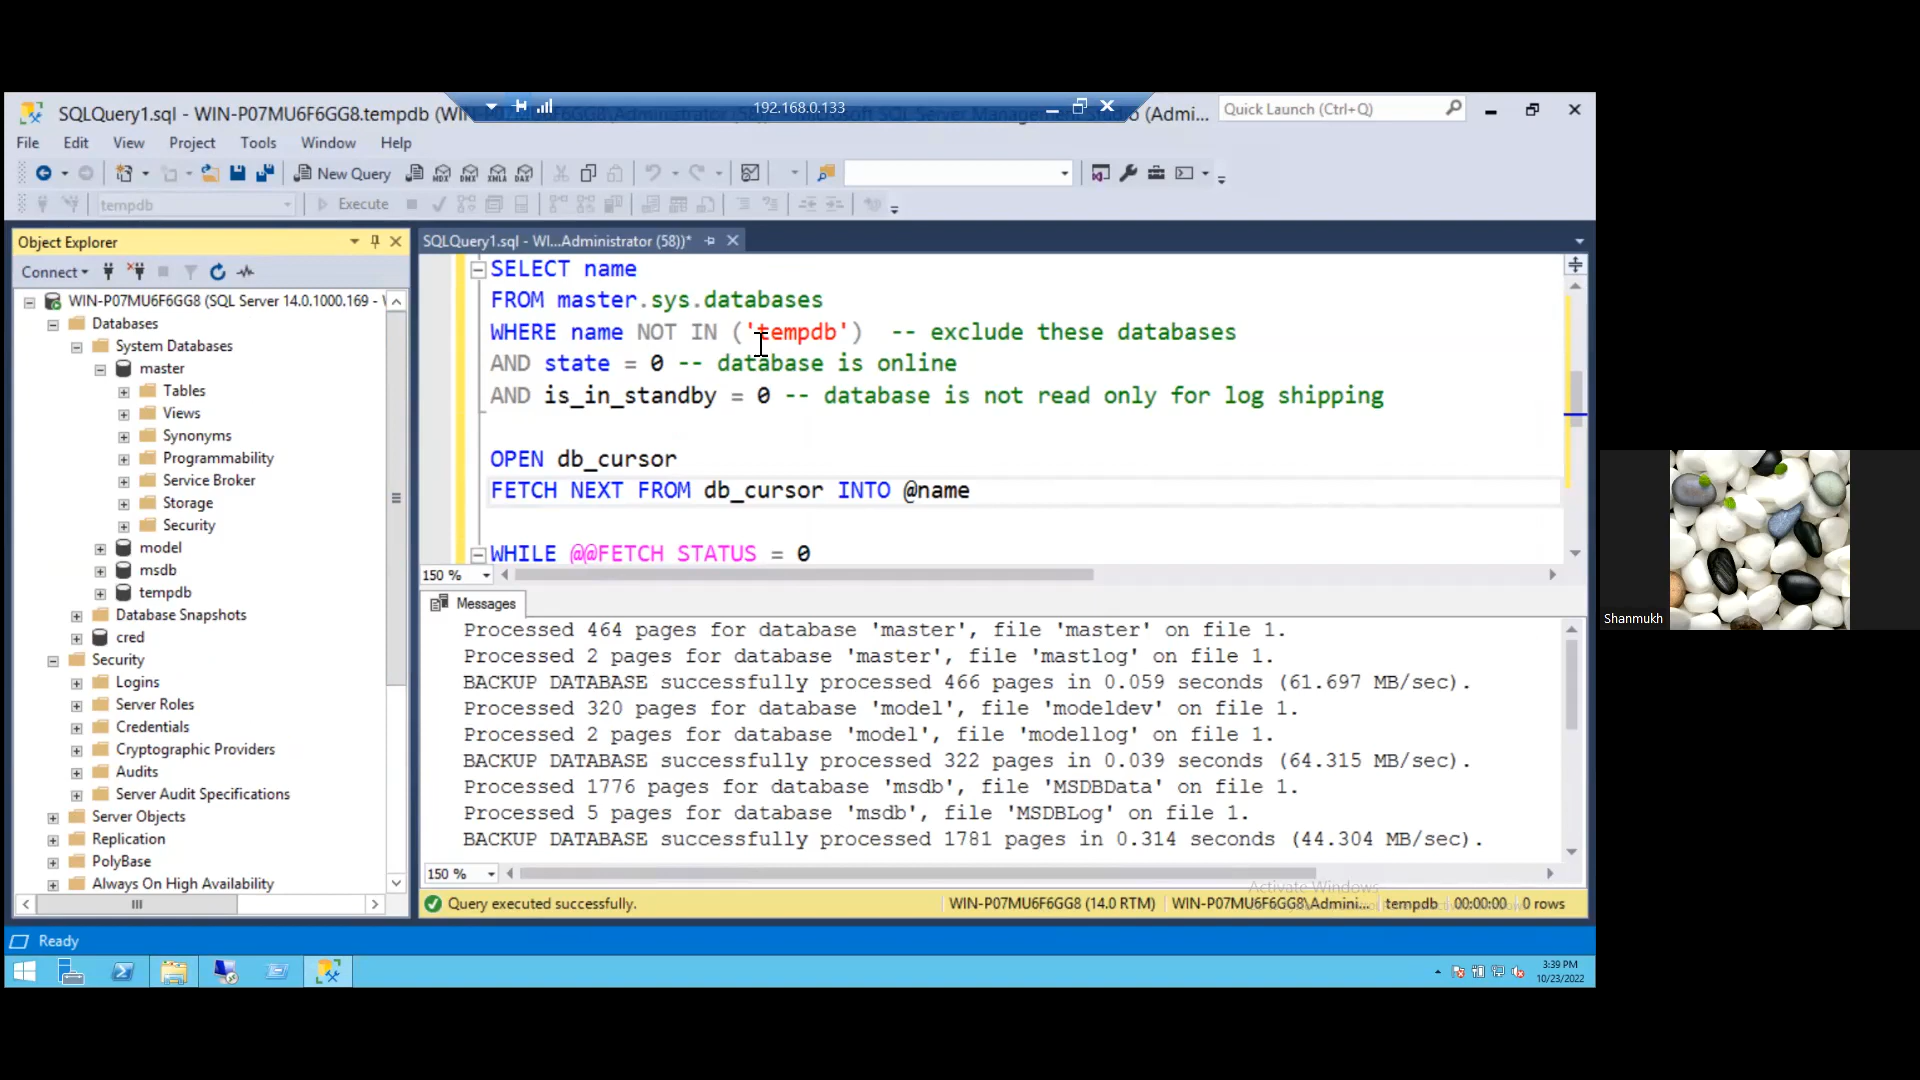 192.168.0.133
SQLQuery1.sql - WIN-P07MU6F6GG8.tempdb
(Admi...
Quick Launch (Ctrl+Q)
File Edit View Project Tools Window Help
New Query MDX DMX XMLA DAX
tempdb Execute
Object Explorer
SQLQuery1.sql - WI...Administrator (58))*
Connect
WIN-P07MU6F6GG8 (SQL Server 14.0.1000.169 -
Databases
System Databases
master
Tables
Views
Synonyms
Programmability
Service Broker
Storage
Security
model
msdb
tempdb
Database Snapshots
cred
Security
Logins
Server Roles
Credentials
Cryptographic Providers
Audits
Server Audit Specifications
Server Objects
Replication
PolyBase
Always On High Availability
SELECT name
FROM master.sys.databases
WHERE name NOT IN ('tempdb') -- exclude these databases
AND state = 0 -- database is online
AND is_in_standby = 0 -- database is not read only for log shipping
OPEN db_cursor
FETCH NEXT FROM db_cursor INTO @name
WHILE @@FETCH_STATUS = 0
150 %
Messages
Processed 464 pages for database 'master', file 'master' on file 1.
Processed 2 pages for database 'master', file 'mastlog' on file 1.
BACKUP DATABASE successfully processed 466 pages in 0.059 seconds (61.697 MB/sec).
Processed 320 pages for database 'model', file 'modeldev' on file 1.
Processed 2 pages for database 'model', file 'modellog' on file 1.
BACKUP DATABASE successfully processed 322 pages in 0.039 seconds (64.315 MB/sec).
Processed 1776 pages for database 'msdb', file 'MSDBData' on file 1.
Processed 5 pages for database 'msdb', file 'MSDBLog' on file 1.
BACKUP DATABASE successfully processed 1781 pages in 0.314 seconds (44.304 MB/sec).
150 %
Activate Windows
Query executed successfully.
WIN-P07MU6F6GG8 (14.0 RTM)
WIN-P07MU6F6GG8\Admini...
tempdb
00:00:00
0 rows
Ready
3:39 PM
10/23/2022
Shanmukh